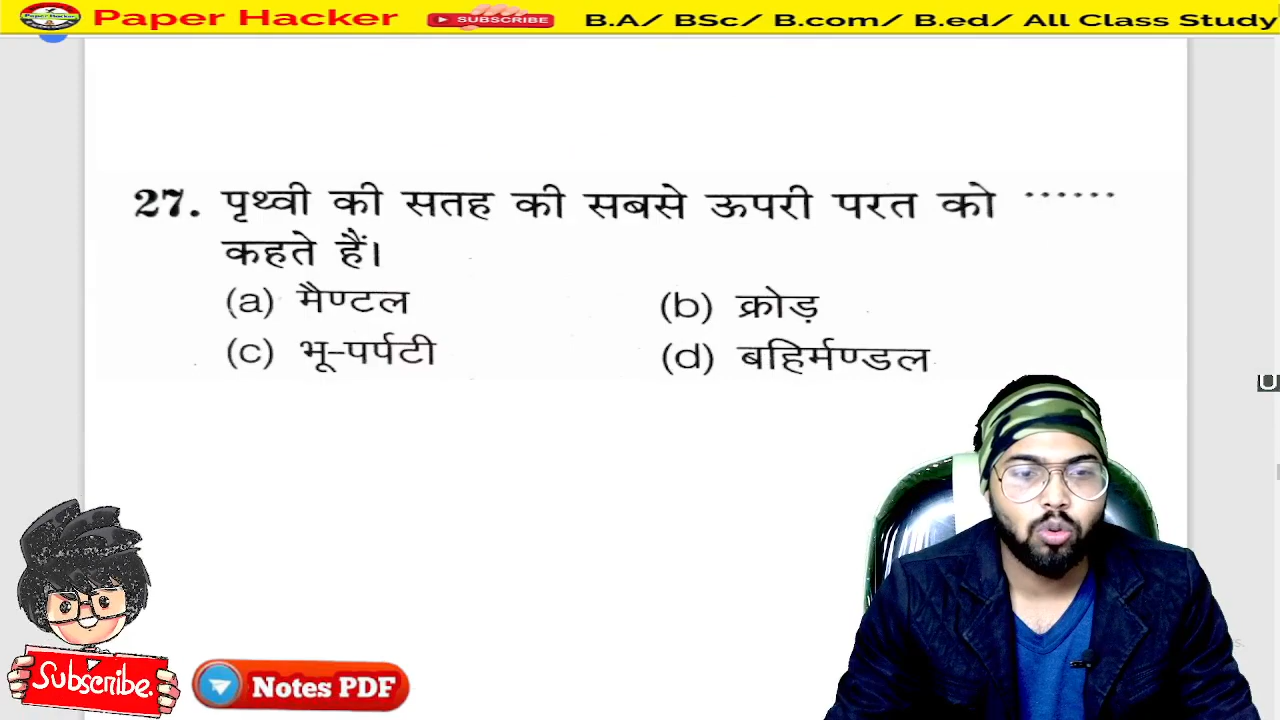 Paper Hacker
SUBSCRIBE
B.A/ BSc/ B.com/ B.ed/ All Class Study
27. पृथ्वी की सतह की सबसे ऊपरी परत को ......
कहते हैं।
(a) मैण्टल (b) क्रोड़
(c) भू-पर्पटी (d) बहिर्मण्डल
U
Subscribe.
Notes PDF